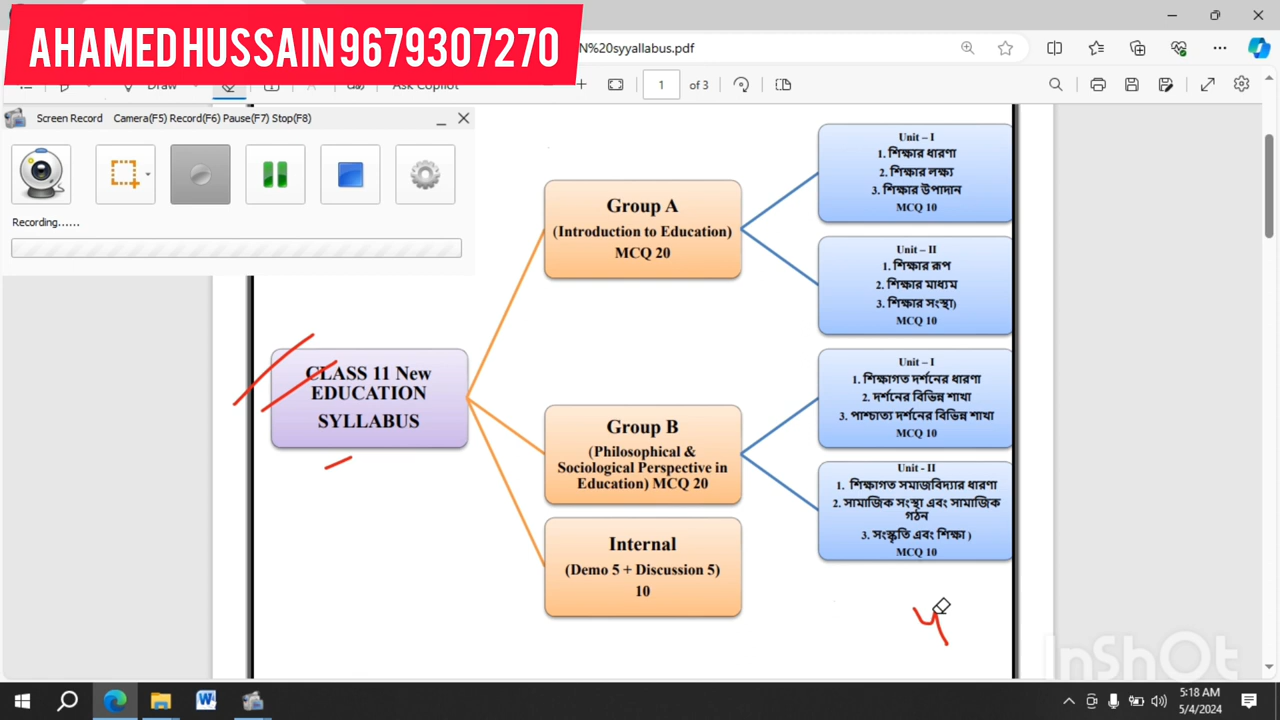 AHAMED HUSSAIN 9679307270
N%20syyallabus.pdf
Draw
Ask Copilot
1
of 3
Screen Record Camera(F5) Record(F6) Pause(F7) Stop(F8)
Recording......
CLASS 11 New
EDUCATION
SYLLABUS
Group A
(Introduction to Education)
MCQ 20
Unit – I
1. শিক্ষার ধারণা
2. শিক্ষার লক্ষ্য
3. শিক্ষার উপাদান
MCQ 10
Unit – II
1. শিক্ষার রূপ
2. শিক্ষার মাধ্যম
3. শিক্ষার সংস্থা)
MCQ 10
Group B
(Philosophical &
Sociological Perspective in
Education) MCQ 20
Unit – I
1. শিক্ষাগত দর্শনের ধারণা
2. দর্শনের বিভিন্ন শাখা
3. পাশ্চাত্য দর্শনের বিভিন্ন শাখা
MCQ 10
Unit - II
1. শিক্ষাগত সমাজবিদ্যার ধারণা
2. সামাজিক সংস্থা এবং সামাজিক
গঠন
3. সংস্কৃতি এবং শিক্ষা )
MCQ 10
Internal
(Demo 5 + Discussion 5)
10
InShOt
5:18 AM
5/4/2024